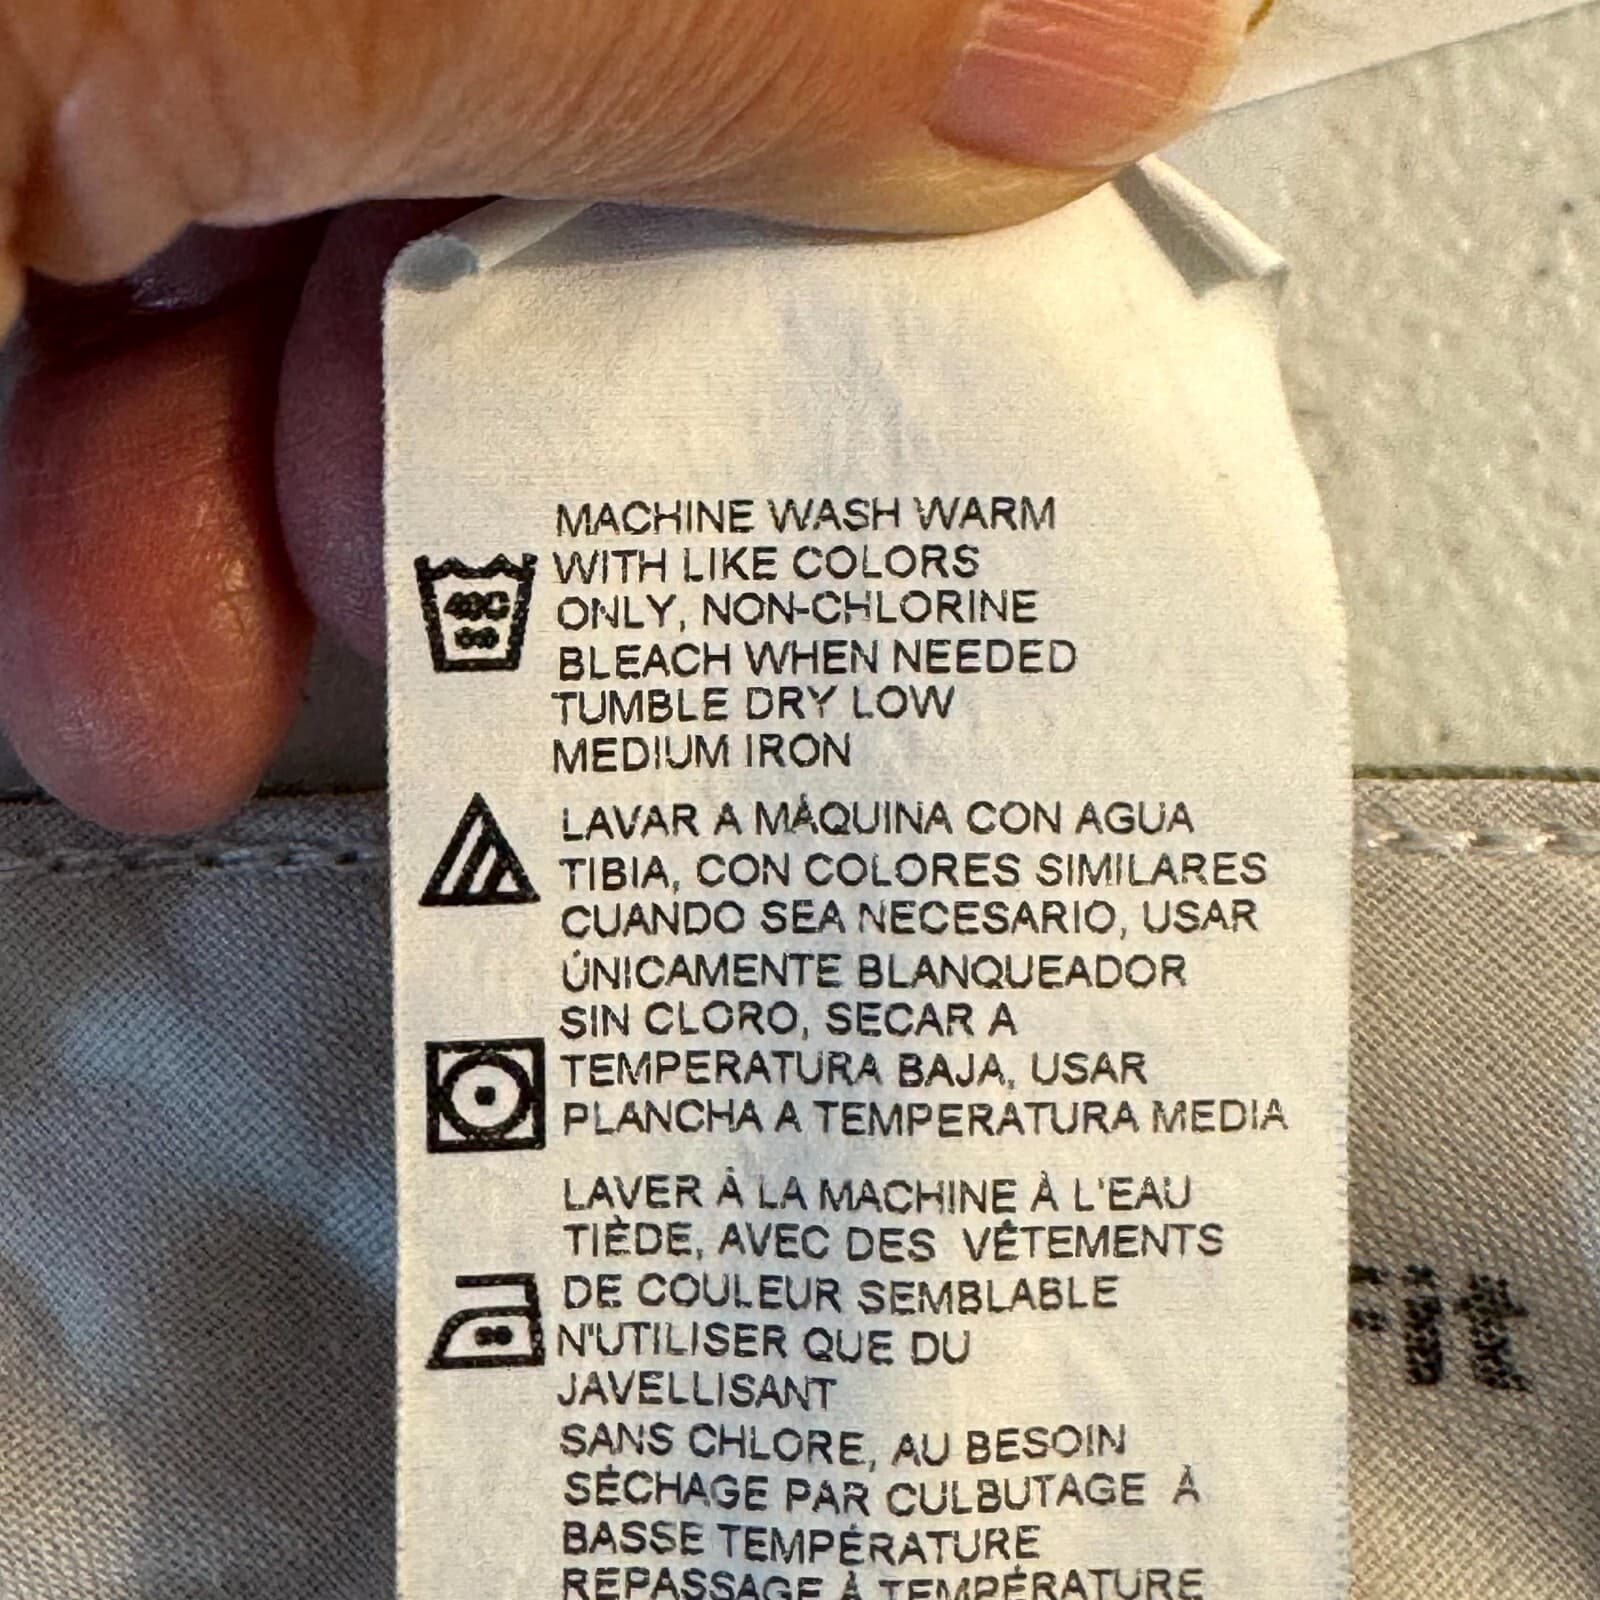 MACHINE WASH WARM
WITH LIKE COLORS
ONLY, NON-CHLORINE
BLEACH WHEN NEEDED
TUMBLE DRY LOW
MEDIUM IRON
40C
LAVAR A MÁQUINA CON AGUA
TIBIA, CON COLORES SIMILARES
CUANDO SEA NECESARIO, USAR
ÚNICAMENTE BLANQUEADOR
SIN CLORO, SECAR A
TEMPERATURA BAJA, USAR
PLANCHA A TEMPERATURA MEDIA
LAVER À LA MACHINE À L'EAU
TIÈDE, AVEC DES VÊTEMENTS
DE COULEUR SEMBLABLE
N'UTILISER QUE DU
JAVELLISANT
SANS CHLORE, AU BESOIN
SÉCHAGE PAR CULBUTAGE À
BASSE TEMPÉRATURE
REPASSAGE À TEMPÉRATURE